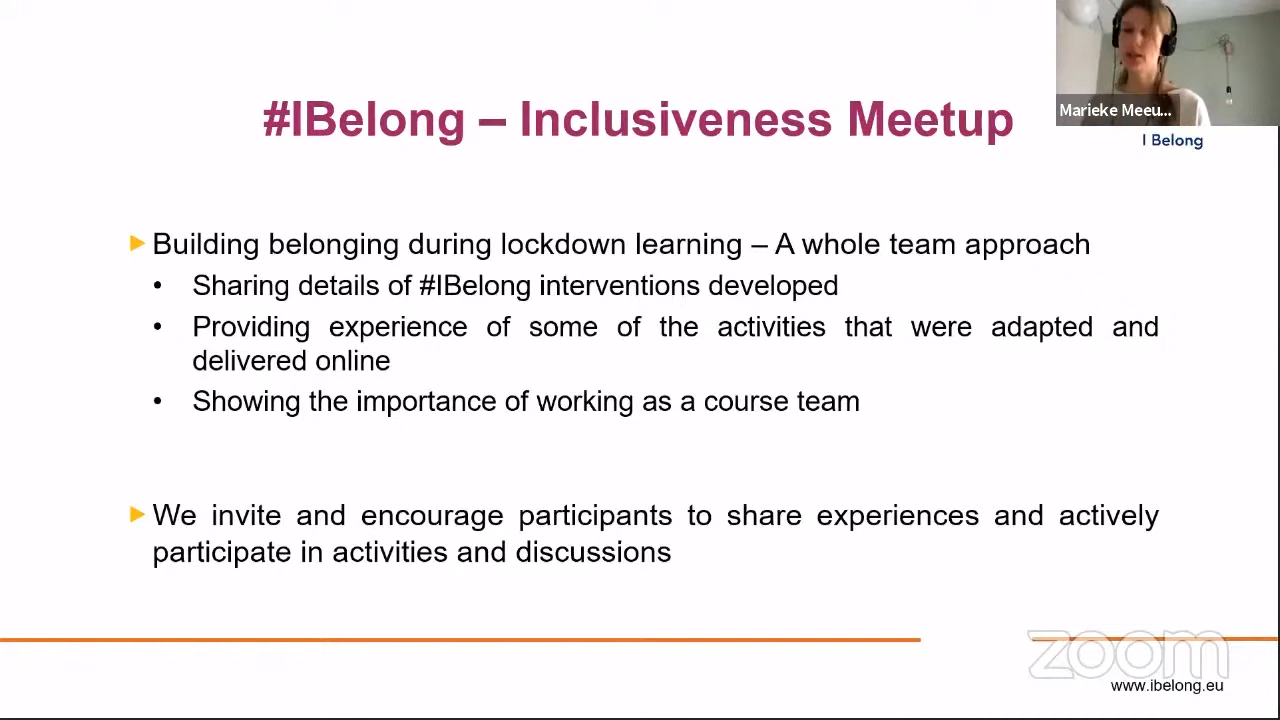 #IBelong – Inclusiveness Meetup
Marieke Meeu...
I Belong
Building belonging during lockdown learning – A whole team approach
• Sharing details of #IBelong interventions developed
• Providing experience of some of the activities that were adapted and
delivered online
• Showing the importance of working as a course team
We invite and encourage participants to share experiences and actively
participate in activities and discussions
zoom
www.ibelong.eu